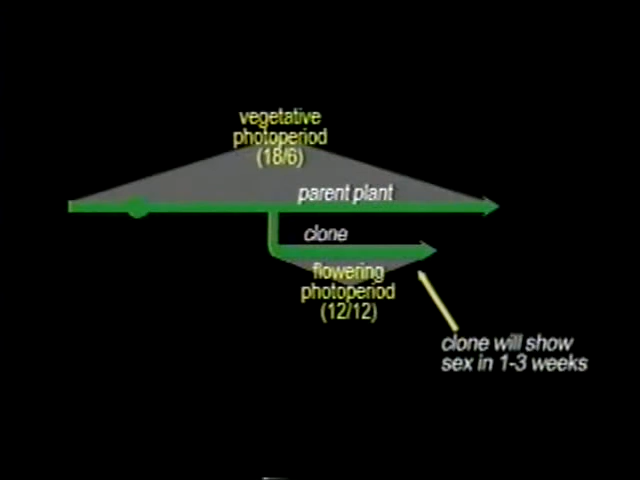 vegetative
photoperiod
(18/6)
parent plant
clone
flowering
photoperiod
(12/12)
clone will show
sex in 1-3 weeks